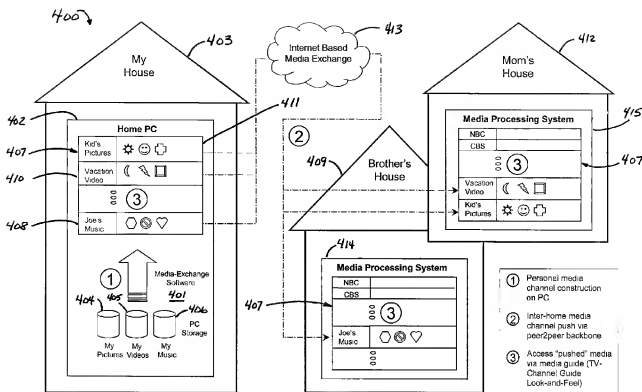 400
My
House
403
402
Home PC
411
407
Kid's
Pictures
410
Vacation
Video
3
408
Joe's
Music
1
Media-Exchange
Software
401
404
405
406
PC
Storage
My
Pictures
My
Videos
My
Music
Internet Based
Media Exchange
413
2
409
Brother's
House
414
Media Processing System
NBC
CBS
407
3
Joe's
Music
Mom's
House
412
415
Media Processing System
NBC
CBS
3
407
Vacation
Video
Kid's
Pictures
1 Personal media
channel construction
on PC
2 Inter-home media
channel push via
peer2peer backbone
3 Access "pushed" media
via media guide (TV-
Channel Guide
Look-and-Feel)